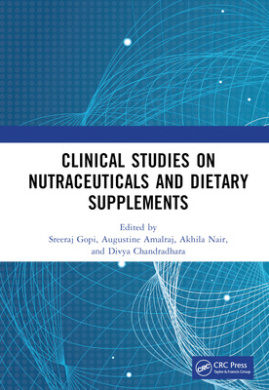 CLINICAL STUDIES ON
NUTRACEUTICALS AND DIETARY
SUPPLEMENTS
Edited by
Sreeraj Gopi, Augustine Amalraj, Akhila Nair,
and Divya Chandradhara
CRC Press
Taylor & Francis Group